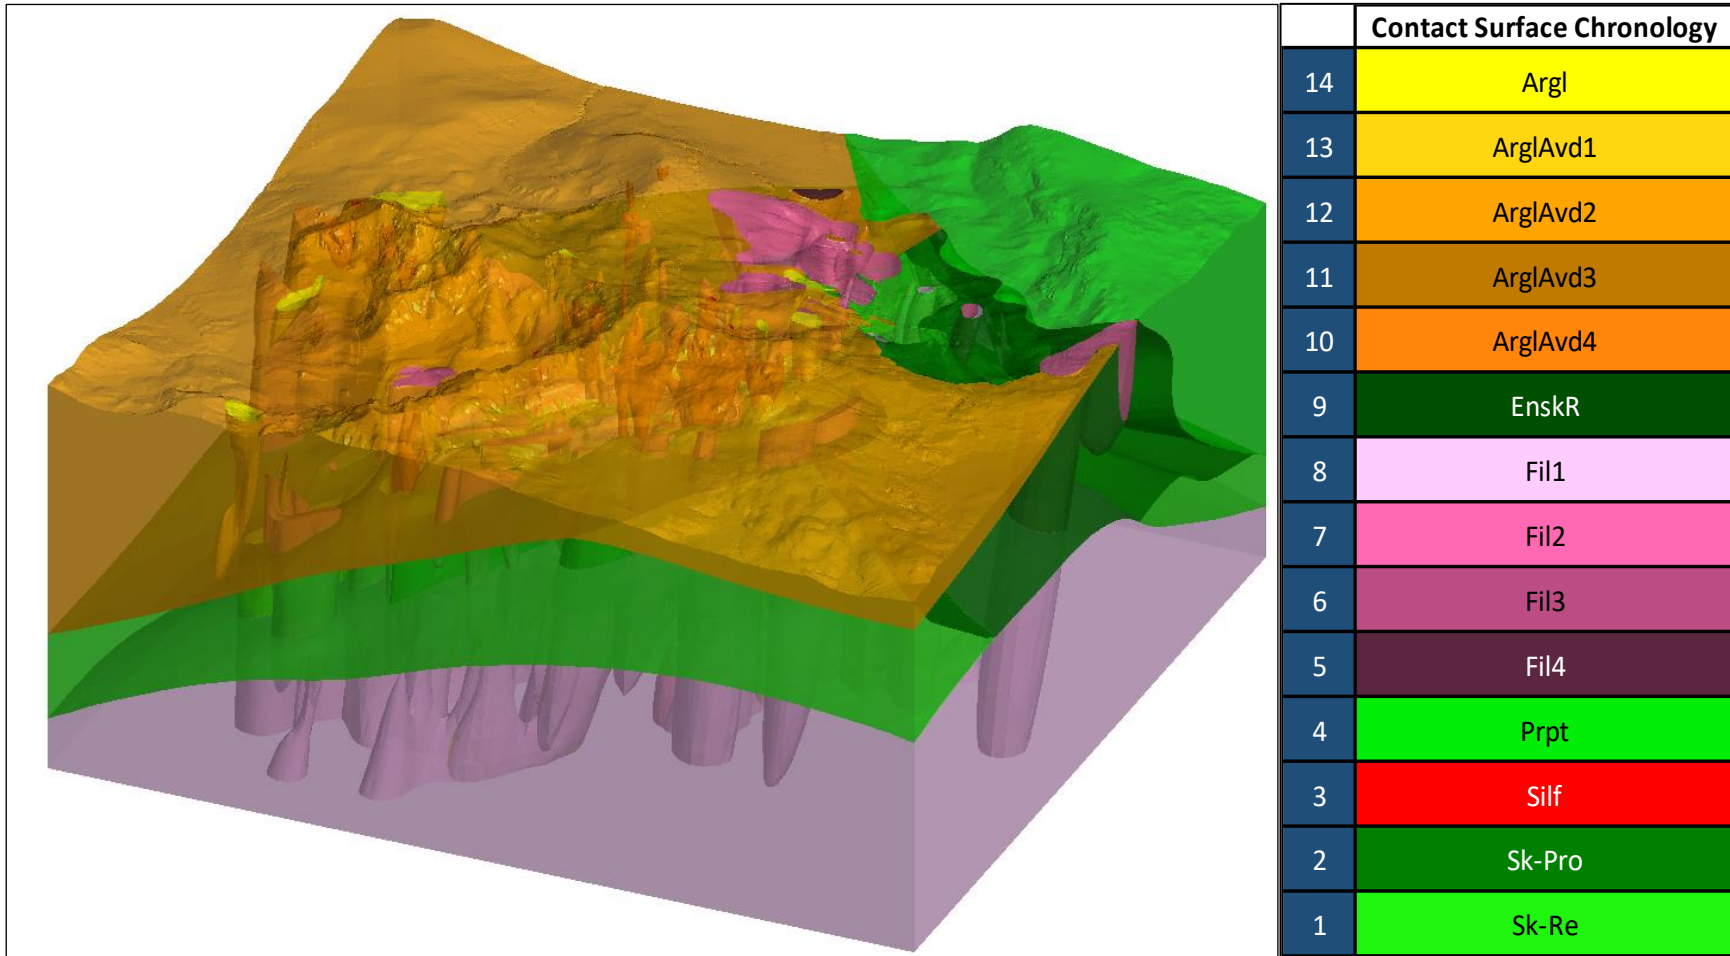 Contact Surface Chronology
14 Argl
13 ArglAvd1
12 ArglAvd2
11 ArglAvd3
10 ArglAvd4
9 EnskR
8 Fil1
7 Fil2
6 Fil3
5 Fil4
4 Prpt
3 Silf
2 Sk-Pro
1 Sk-Re